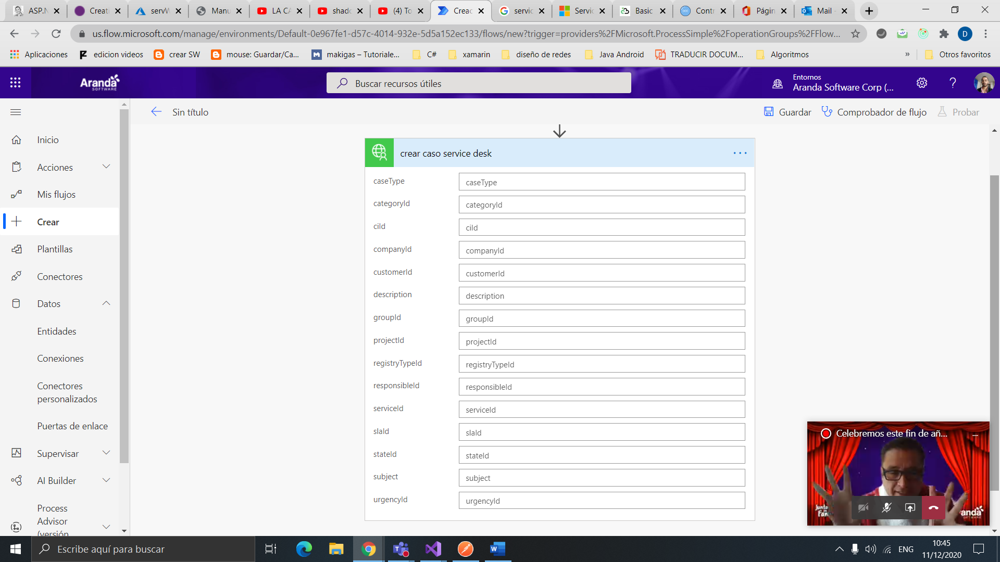 ASP.N
Creati
servW
Manu
LA CA
shado
(4) To
Creac
servic
Servic
Basic
Contr
Págin
Mail -
us.flow.microsoft.com/manage/environments/Default-0e967fe1-d57c-4014-932e-5d5a152ec133/flows/new?trigger=providers%2FMicrosoft.ProcessSimple%2FoperationGroups%2FFlow...
D
Aplicaciones
edicion videos
crear SW
mouse: Guardar/Ca...
makigas – Tutoriale...
C#
xamarin
diseño de redes
Java Android
TRADUCIR DOCUM...
Algoritmos
»
Otros favoritos
Aranda
SOFTWARE
Buscar recursos útiles
Entornos
Aranda Software Corp (...
?
Sin título
Guardar
Comprobador de flujo
Probar
Inicio
Acciones
Mis flujos
Crear
Plantillas
Conectores
Datos
Entidades
Conexiones
Conectores
personalizados
Puertas de enlace
Supervisar
AI Builder
Process
Advisor
(versión
crear caso service desk
...
caseType
caseType
categoryId
categoryId
ciId
ciId
companyId
companyId
customerId
customerId
description
description
groupId
groupId
projectId
projectId
registryTypeId
registryTypeId
responsibleId
responsibleId
serviceId
serviceId
slaId
slaId
stateId
stateId
subject
subject
urgencyId
urgencyId
Celebremos este fin de añ...
Escribe aquí para buscar
ENG
10:45
11/12/2020